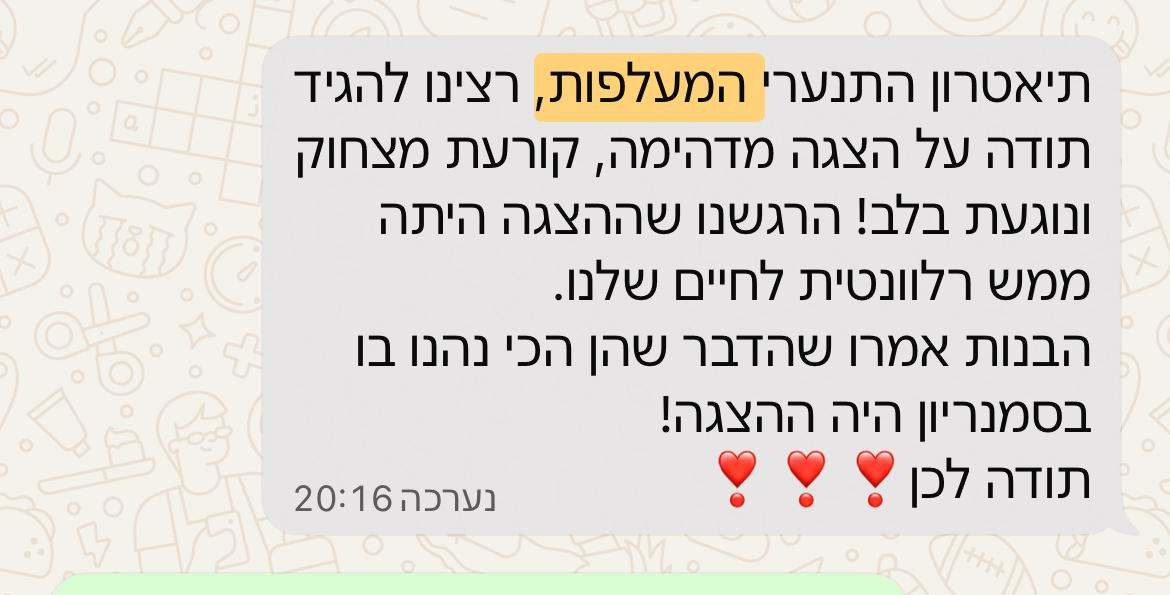 תיאטרון התנערי המעלפות, רצינו להגיד
תודה על הצגה מדהימה, קורעת מצחוק
ונוגעת בלב! הרגשנו שההצגה היתה
ממש רלוונטית לחיים שלנו.
הבנות אמרו שהדבר שהן הכי נהנו בו
בסמנריון היה ההצגה!
תודה לכן❣️❣️❣️
נערכה 20:16